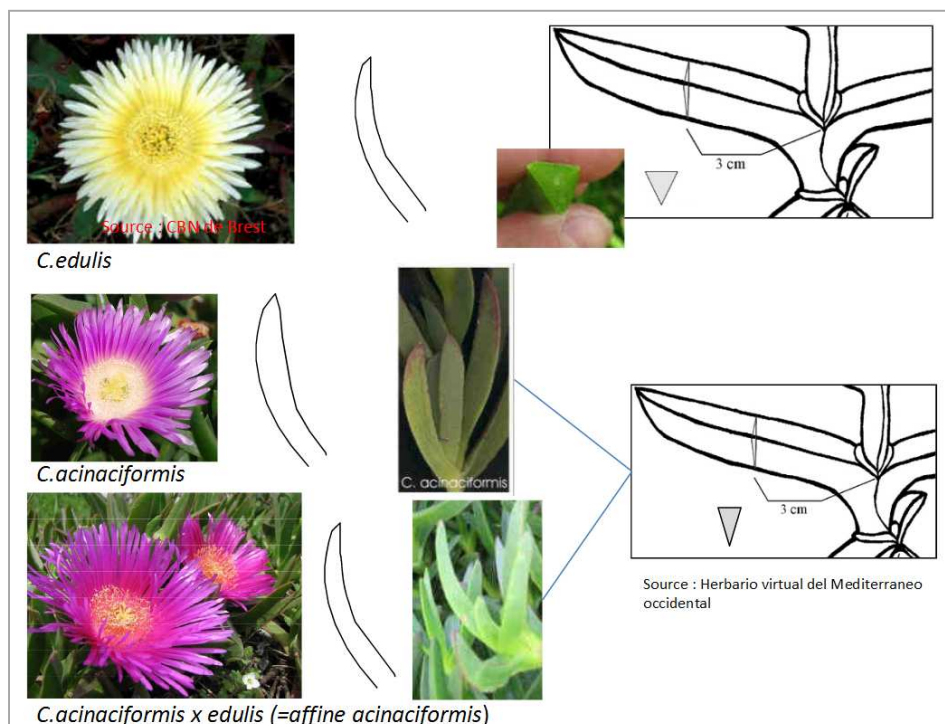 Source : CBN de Brest
C.edulis
3 cm
C.acinaciformis
C. acinaciformis
3 cm
Source : Herbario virtual del Mediterraneo
occidental
C.acinaciformis x edulis (=affine acinaciformis)